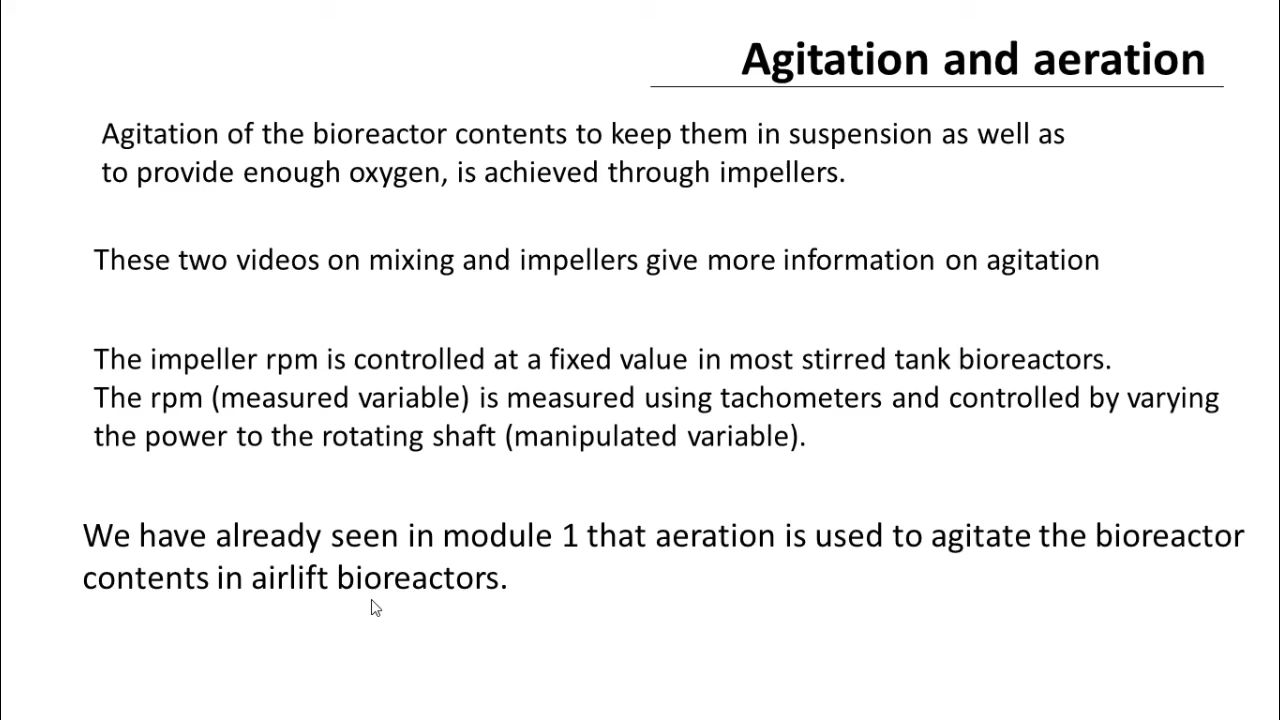 Agitation and aeration
Agitation of the bioreactor contents to keep them in suspension as well as
to provide enough oxygen, is achieved through impellers.
These two videos on mixing and impellers give more information on agitation
The impeller rpm is controlled at a fixed value in most stirred tank bioreactors.
The rpm (measured variable) is measured using tachometers and controlled by varying
the power to the rotating shaft (manipulated variable).
We have already seen in module 1 that aeration is used to agitate the bioreactor
contents in airlift bioreactors.